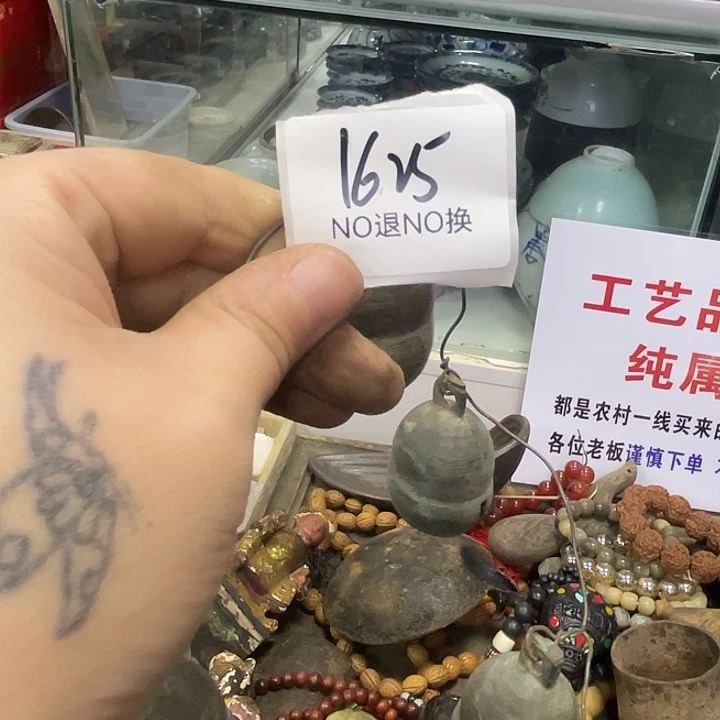 1625
NO退NO换
工艺品
纯属
都是农村一线买来的
各位老板谨慎下单